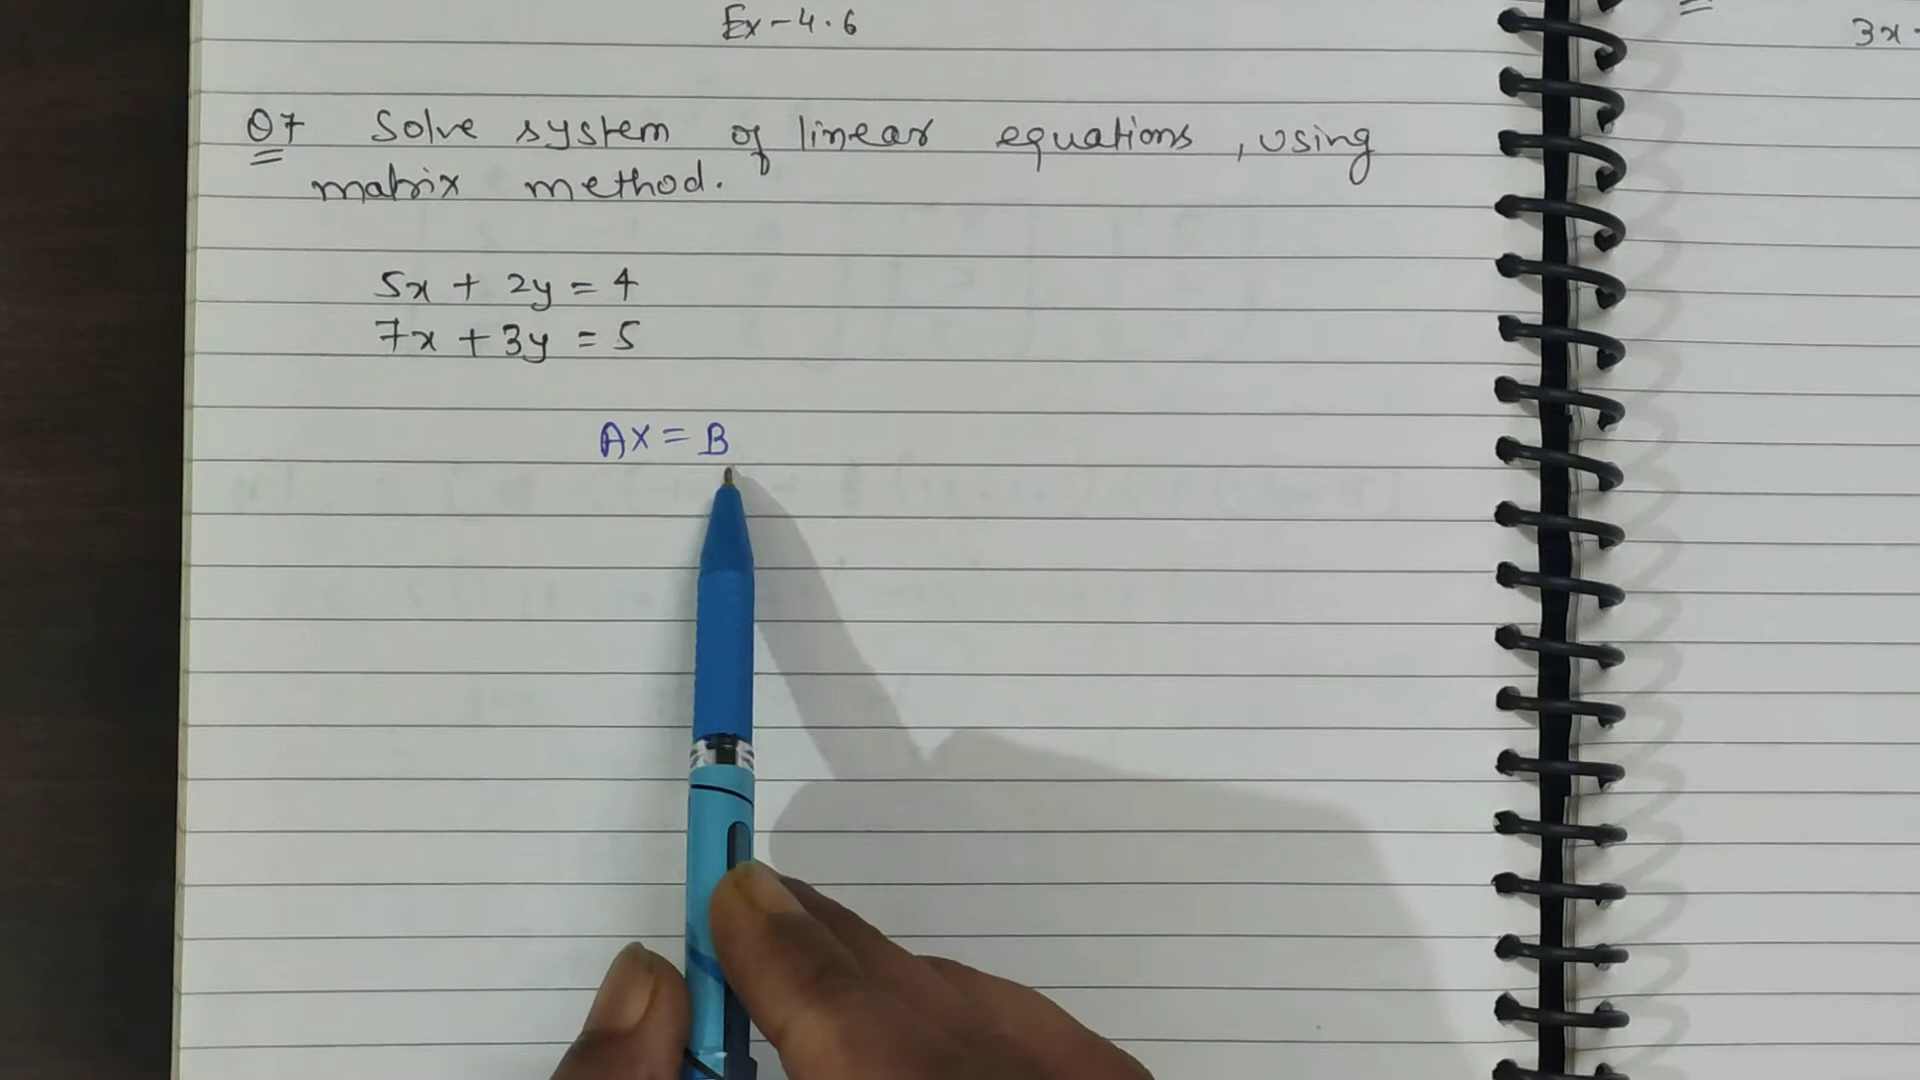 Ex - 4.6
Q7 Solve system of linear equations, using
matrix method.
5x + 2y = 4
7x + 3y = 5
AX = B
3x